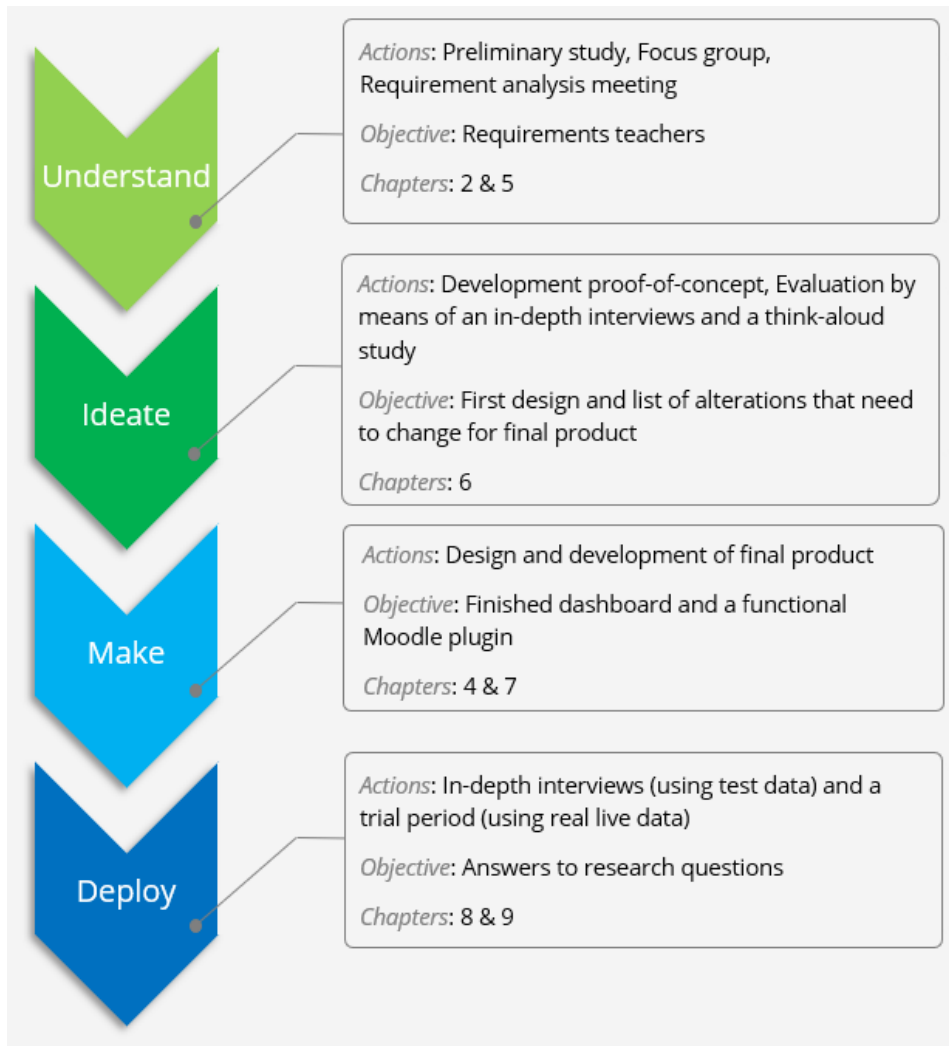 Understand
Actions: Preliminary study, Focus group,
Requirement analysis meeting
Objective: Requirements teachers
Chapters: 2 & 5
Ideate
Actions: Development proof-of-concept, Evaluation by
means of an in-depth interviews and a think-aloud
study
Objective: First design and list of alterations that need
to change for final product
Chapters: 6
Make
Actions: Design and development of final product
Objective: Finished dashboard and a functional
Moodle plugin
Chapters: 4 & 7
Deploy
Actions: In-depth interviews (using test data) and a
trial period (using real live data)
Objective: Answers to research questions
Chapters: 8 & 9